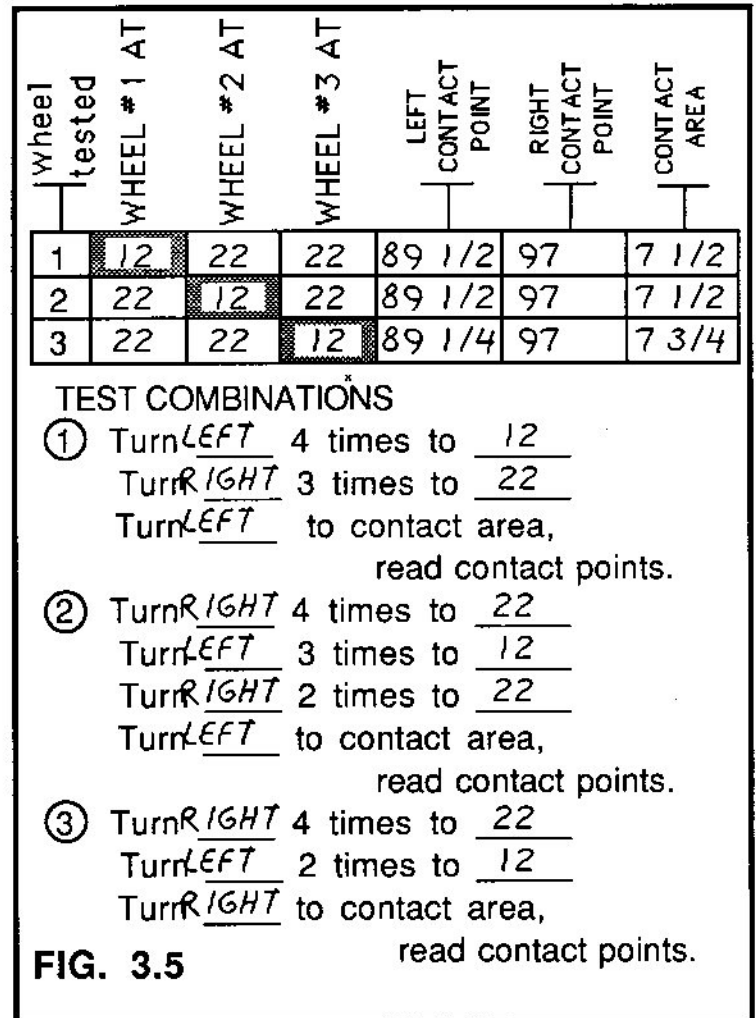 wheel tested
WHEEL #1 AT
WHEEL #2 AT
WHEEL #3 AT
LEFT CONTACT POINT
RIGHT CONTACT POINT
CONTACT AREA
1 12 22 22 89 1/2 97 7 1/2
2 22 12 22 89 1/2 97 7 1/2
3 22 22 12 89 1/4 97 7 3/4
TEST COMBINATIONS
① Turn LEFT 4 times to 12
Turn RIGHT 3 times to 22
Turn LEFT to contact area,
read contact points.
② Turn RIGHT 4 times to 22
Turn LEFT 3 times to 12
Turn RIGHT 2 times to 22
Turn LEFT to contact area,
read contact points.
③ Turn RIGHT 4 times to 22
Turn LEFT 2 times to 12
Turn RIGHT to contact area,
read contact points.
FIG. 3.5